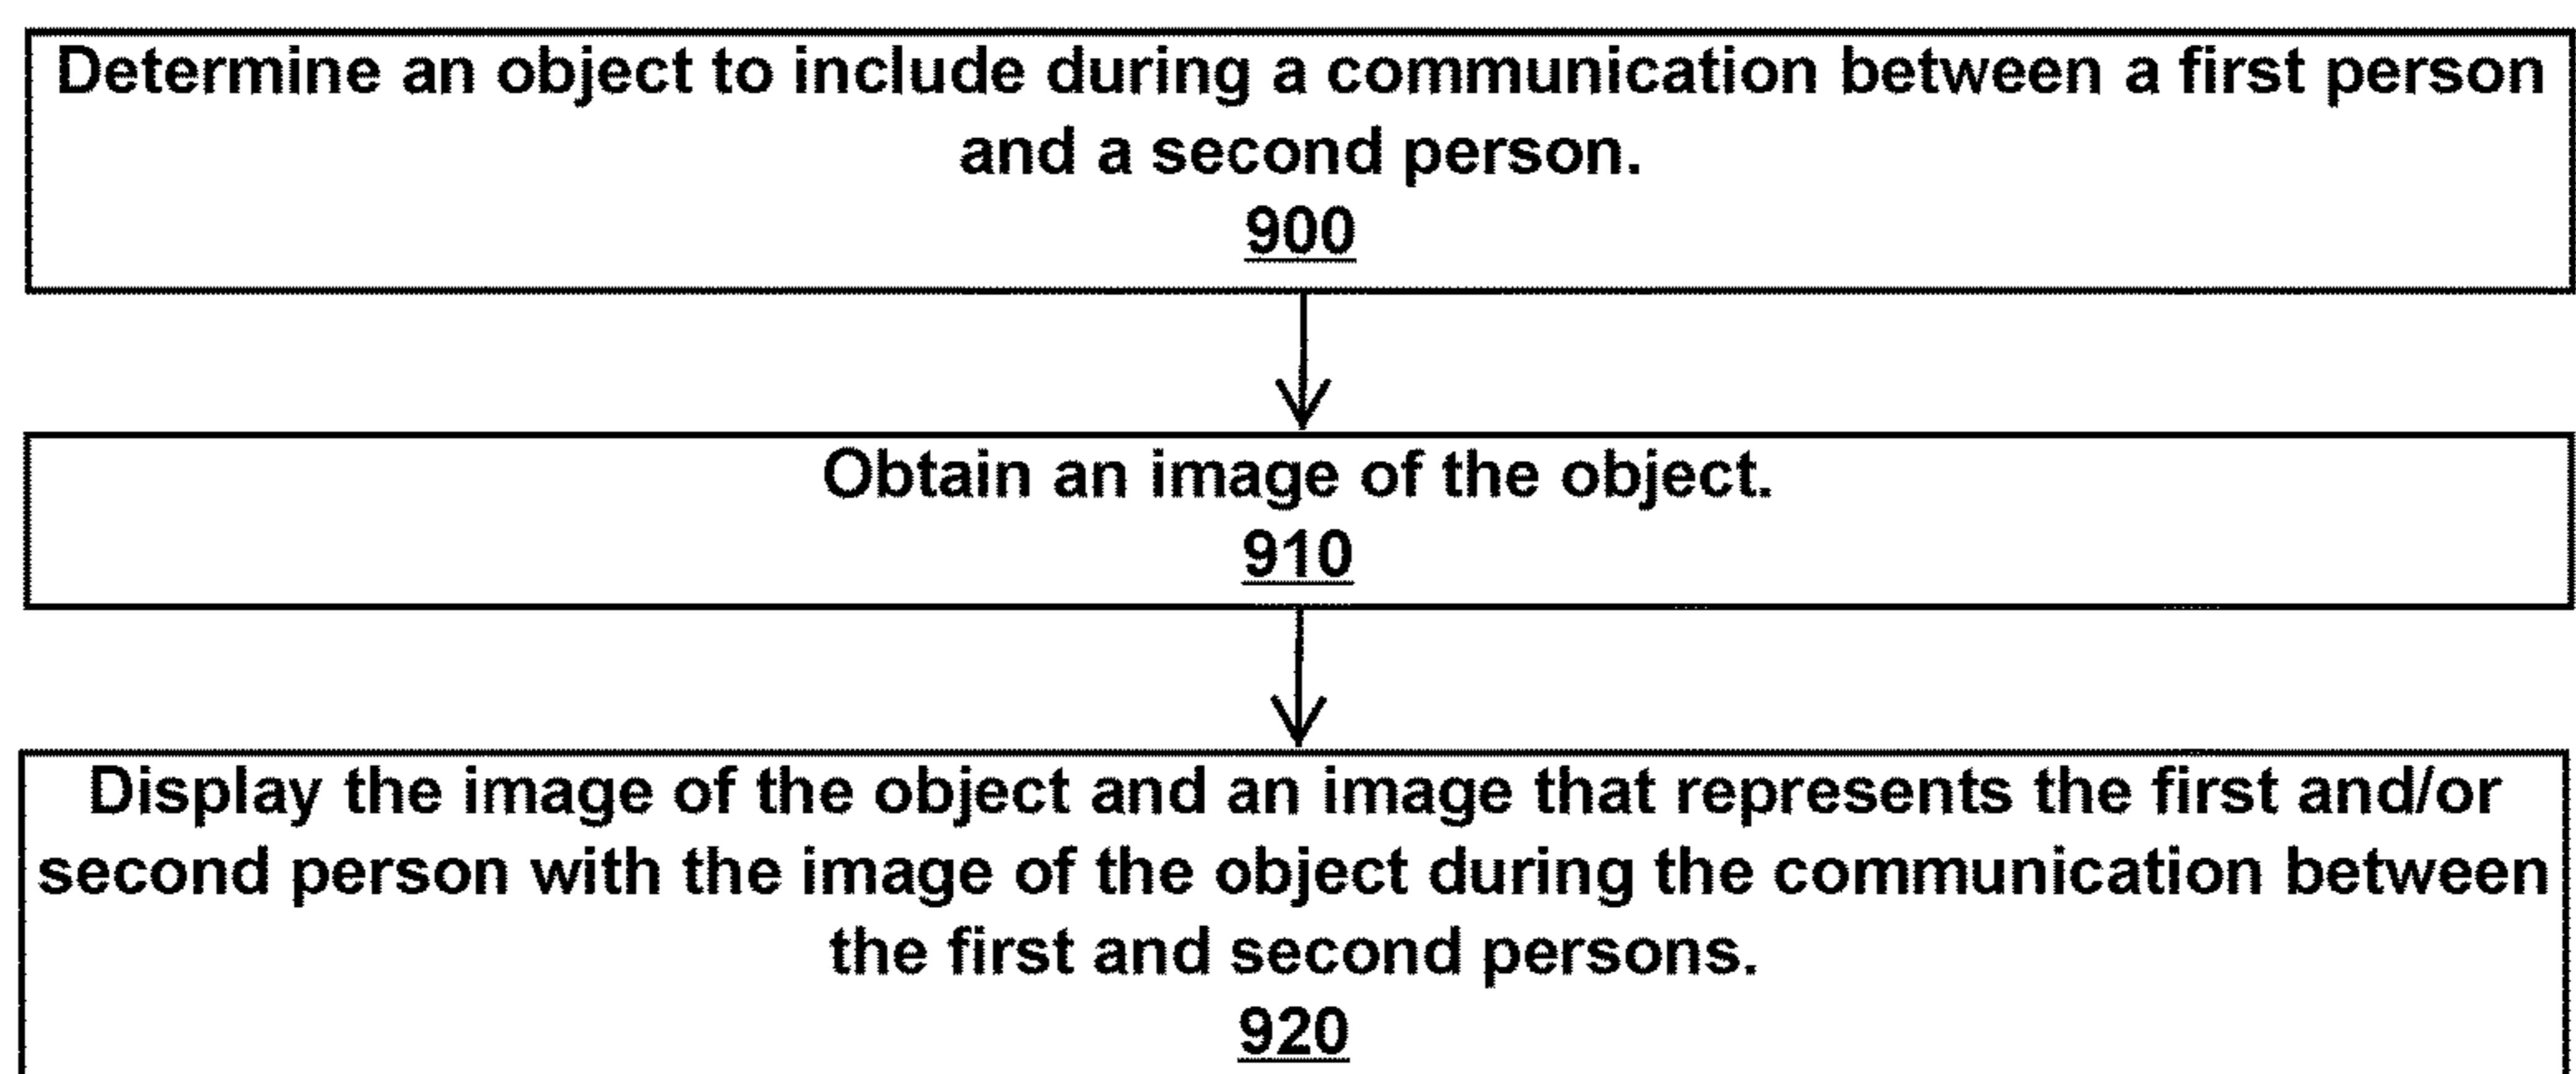 Determine an object to include during a communication between a first person
and a second person.
900
Obtain an image of the object.
910
Display the image of the object and an image that represents the first and/or
second person with the image of the object during the communication between
the first and second persons.
920